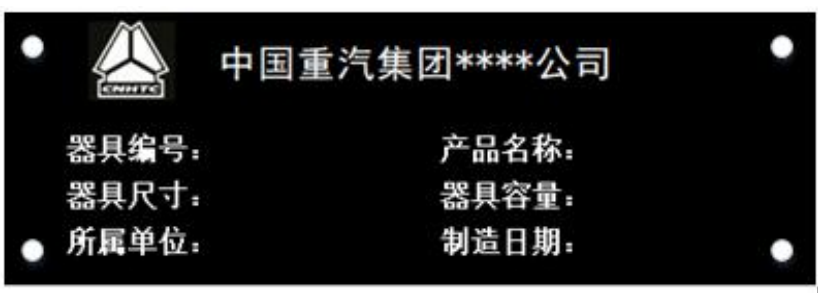 CNHTC
中国重汽集团****公司
器具编号： 产品名称：
器具尺寸： 器具容量：
所属单位： 制造日期：